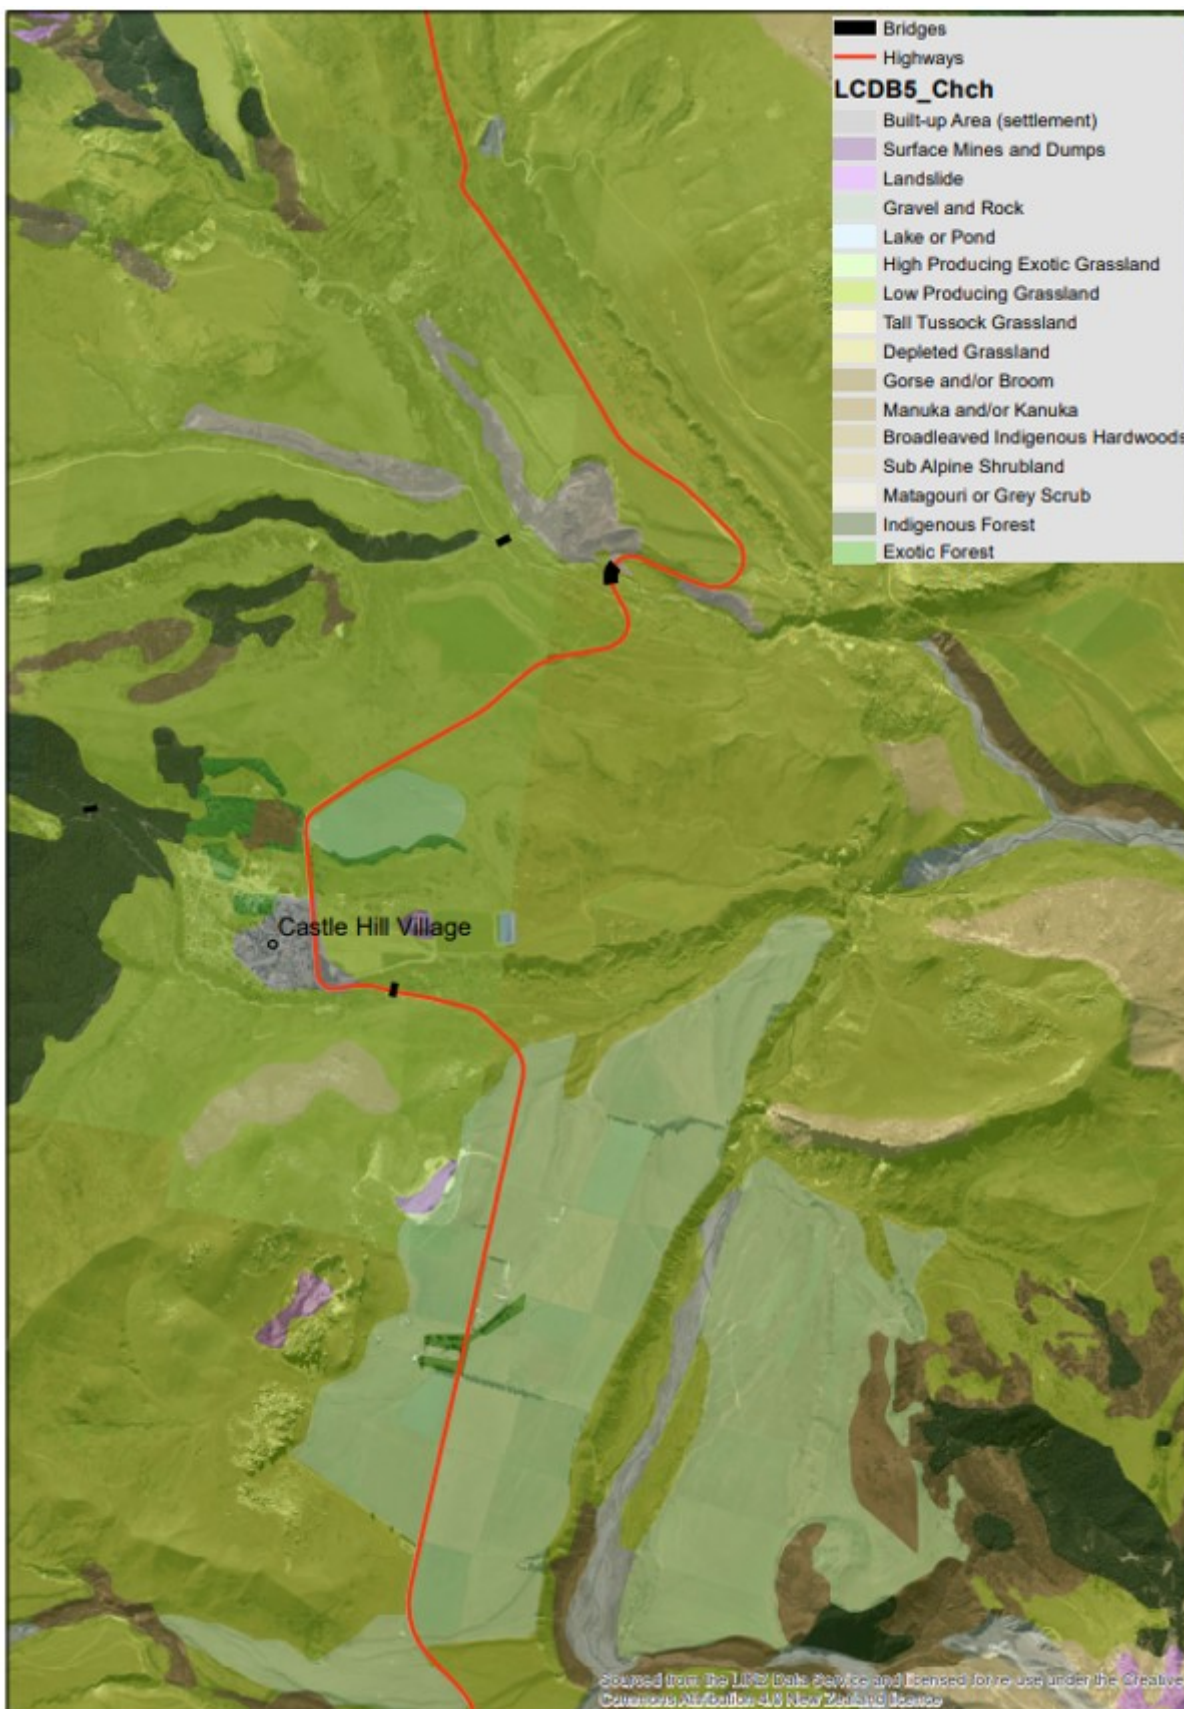 Bridges
Highways
LCDB5_Chch
Built-up Area (settlement)
Surface Mines and Dumps
Landslide
Gravel and Rock
Lake or Pond
High Producing Exotic Grassland
Low Producing Grassland
Tall Tussock Grassland
Depleted Grassland
Gorse and/or Broom
Manuka and/or Kanuka
Broadleaved Indigenous Hardwoods
Sub Alpine Shrubland
Matagouri or Grey Scrub
Indigenous Forest
Exotic Forest
Castle Hill Village
Sourced from the LINZ Data Service and licensed for re-use under the Creative
Commons Attribution 4.0 New Zealand licence